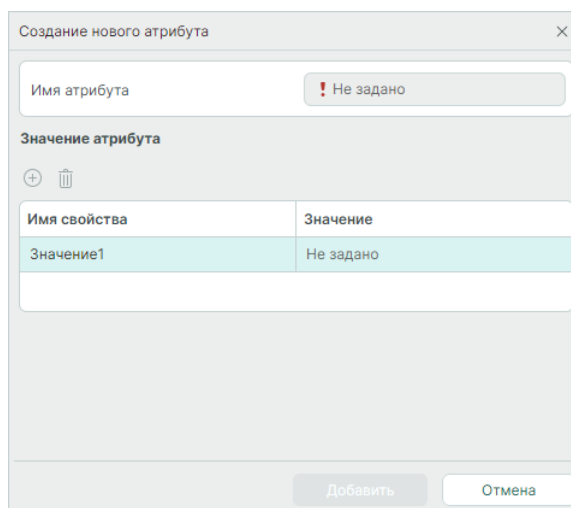 Создание нового атрибута
Имя атрибута
! Не задано
Значение атрибута
Имя свойства Значение
Значение1 Не задано
Добавить Отмена